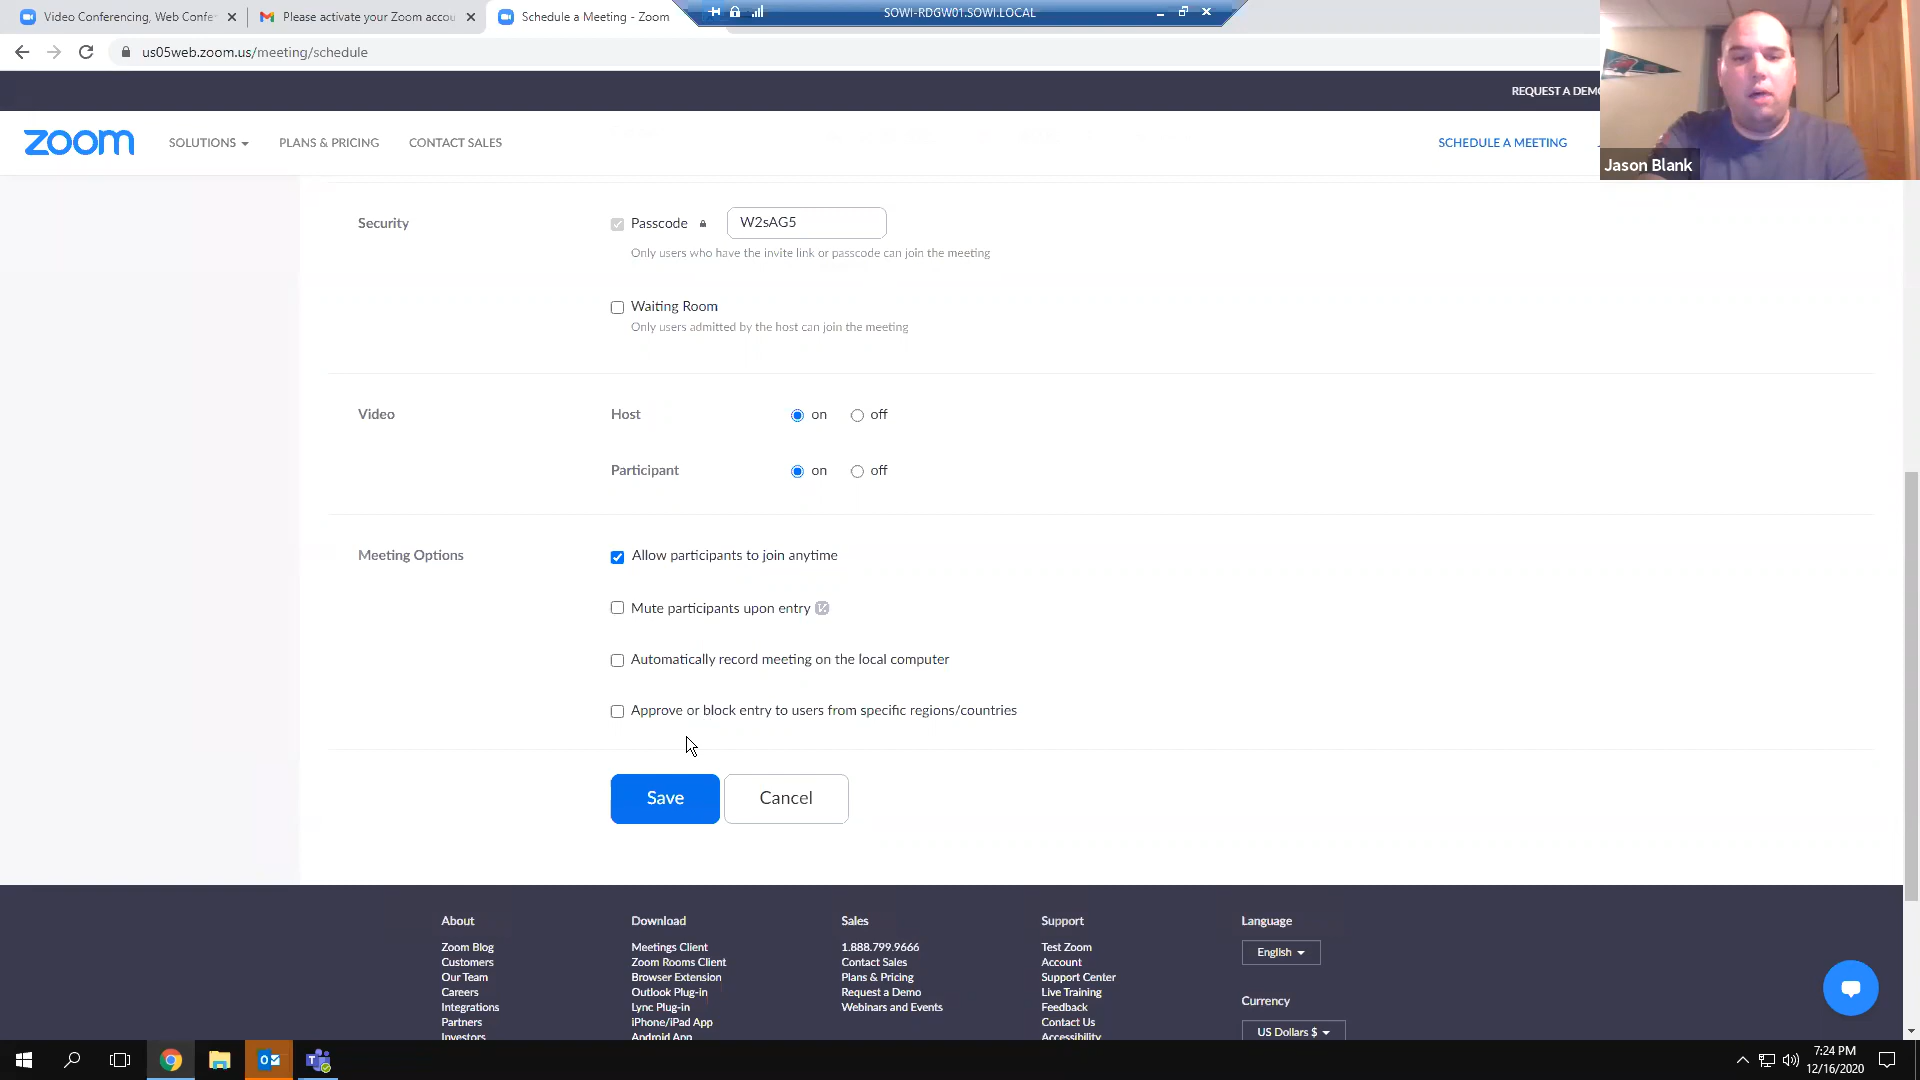 Video Conferencing, Web Confe
Please activate your Zoom accou
Schedule a Meeting - Zoom
SOWI-RDGW01.SOWI.LOCAL
us05web.zoom.us/meeting/schedule
REQUEST A DEMO
zoom
SOLUTIONS
PLANS & PRICING
CONTACT SALES
SCHEDULE A MEETING
Jason Blank
Security
Passcode
W2sAG5
Only users who have the invite link or passcode can join the meeting
Waiting Room
Only users admitted by the host can join the meeting
Video
Host
on
off
Participant
on
off
Meeting Options
Allow participants to join anytime
Mute participants upon entry
Automatically record meeting on the local computer
Approve or block entry to users from specific regions/countries
Save
Cancel
About
Zoom Blog
Customers
Our Team
Careers
Integrations
Partners
Investors
Download
Meetings Client
Zoom Rooms Client
Browser Extension
Outlook Plug-in
Lync Plug-in
iPhone/iPad App
Android App
Sales
1.888.799.9666
Contact Sales
Plans & Pricing
Request a Demo
Webinars and Events
Support
Test Zoom
Account
Support Center
Live Training
Feedback
Contact Us
Accessibility
Language
English
Currency
US Dollars $
7:24 PM
12/16/2020